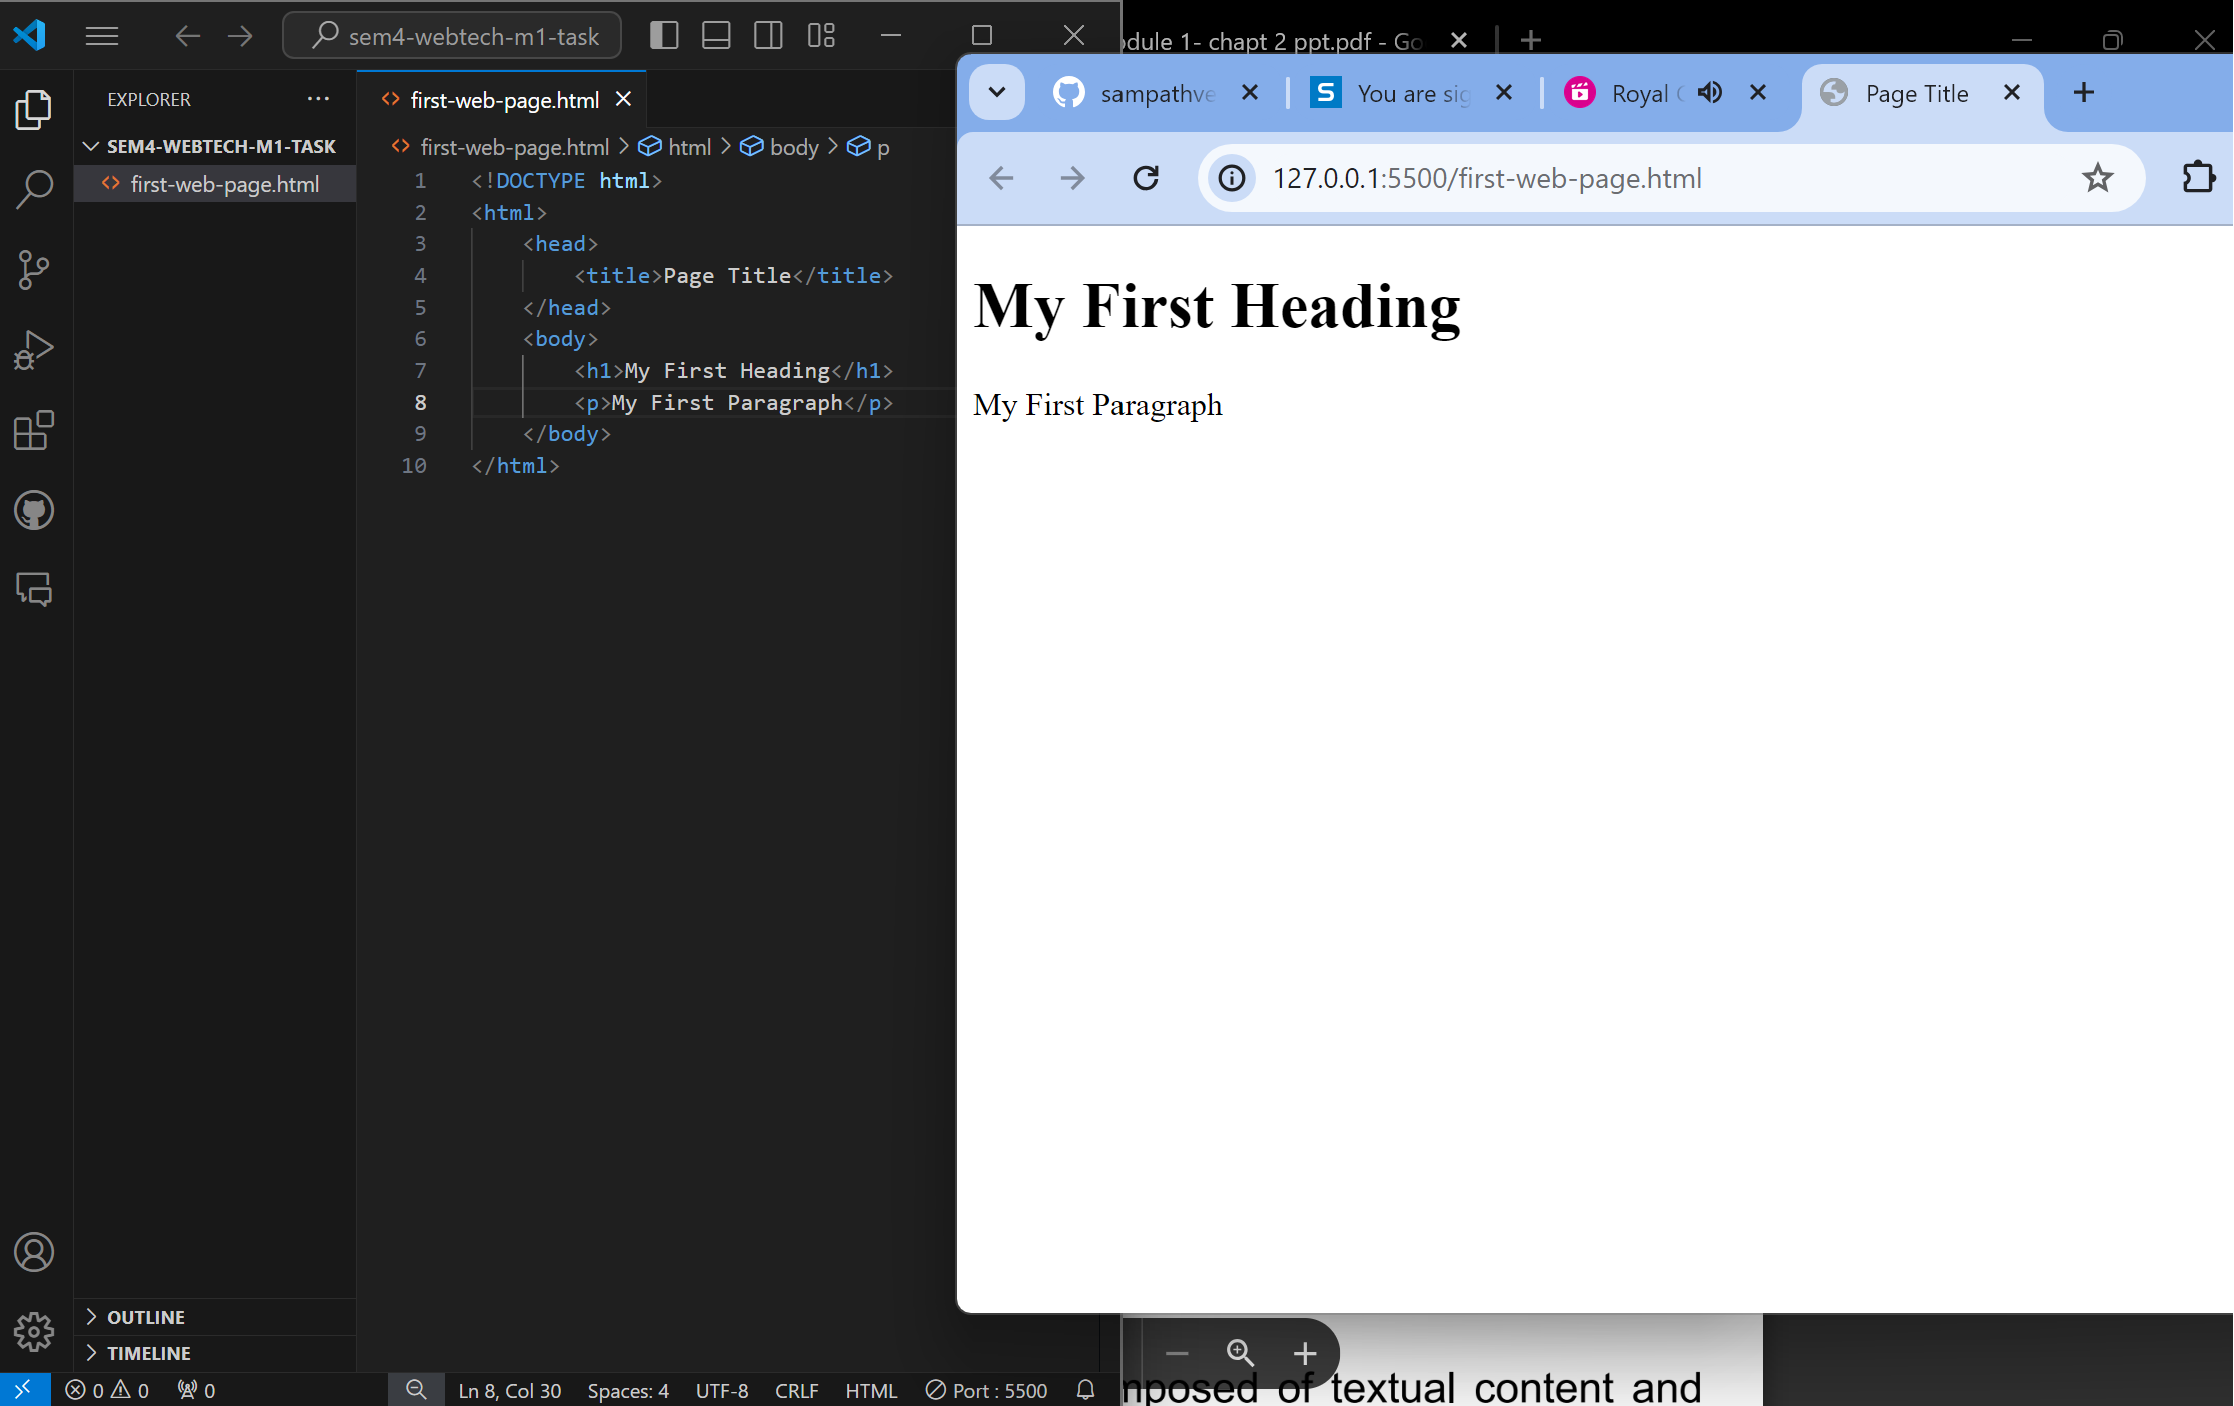 sem4-webtech-m1-task
EXPLORER
SEM4-WEBTECH-M1-TASK
first-web-page.html
OUTLINE
TIMELINE
first-web-page.html
first-web-page.html > html > body > p
1 <!DOCTYPE html>
2 <html>
3 <head>
4 <title>Page Title</title>
5 </head>
6 <body>
7 <h1>My First Heading</h1>
8 <p>My First Paragraph</p>
9 </body>
10 </html>
0 0 0 Ln 8, Col 30 Spaces: 4 UTF-8 CRLF HTML Port : 5500
1- chapt 2 ppt.pdf - Go
sampathve You are sig Royal Page Title
127.0.0.1:5500/first-web-page.html
My First Heading
My First Paragraph
of textual content and